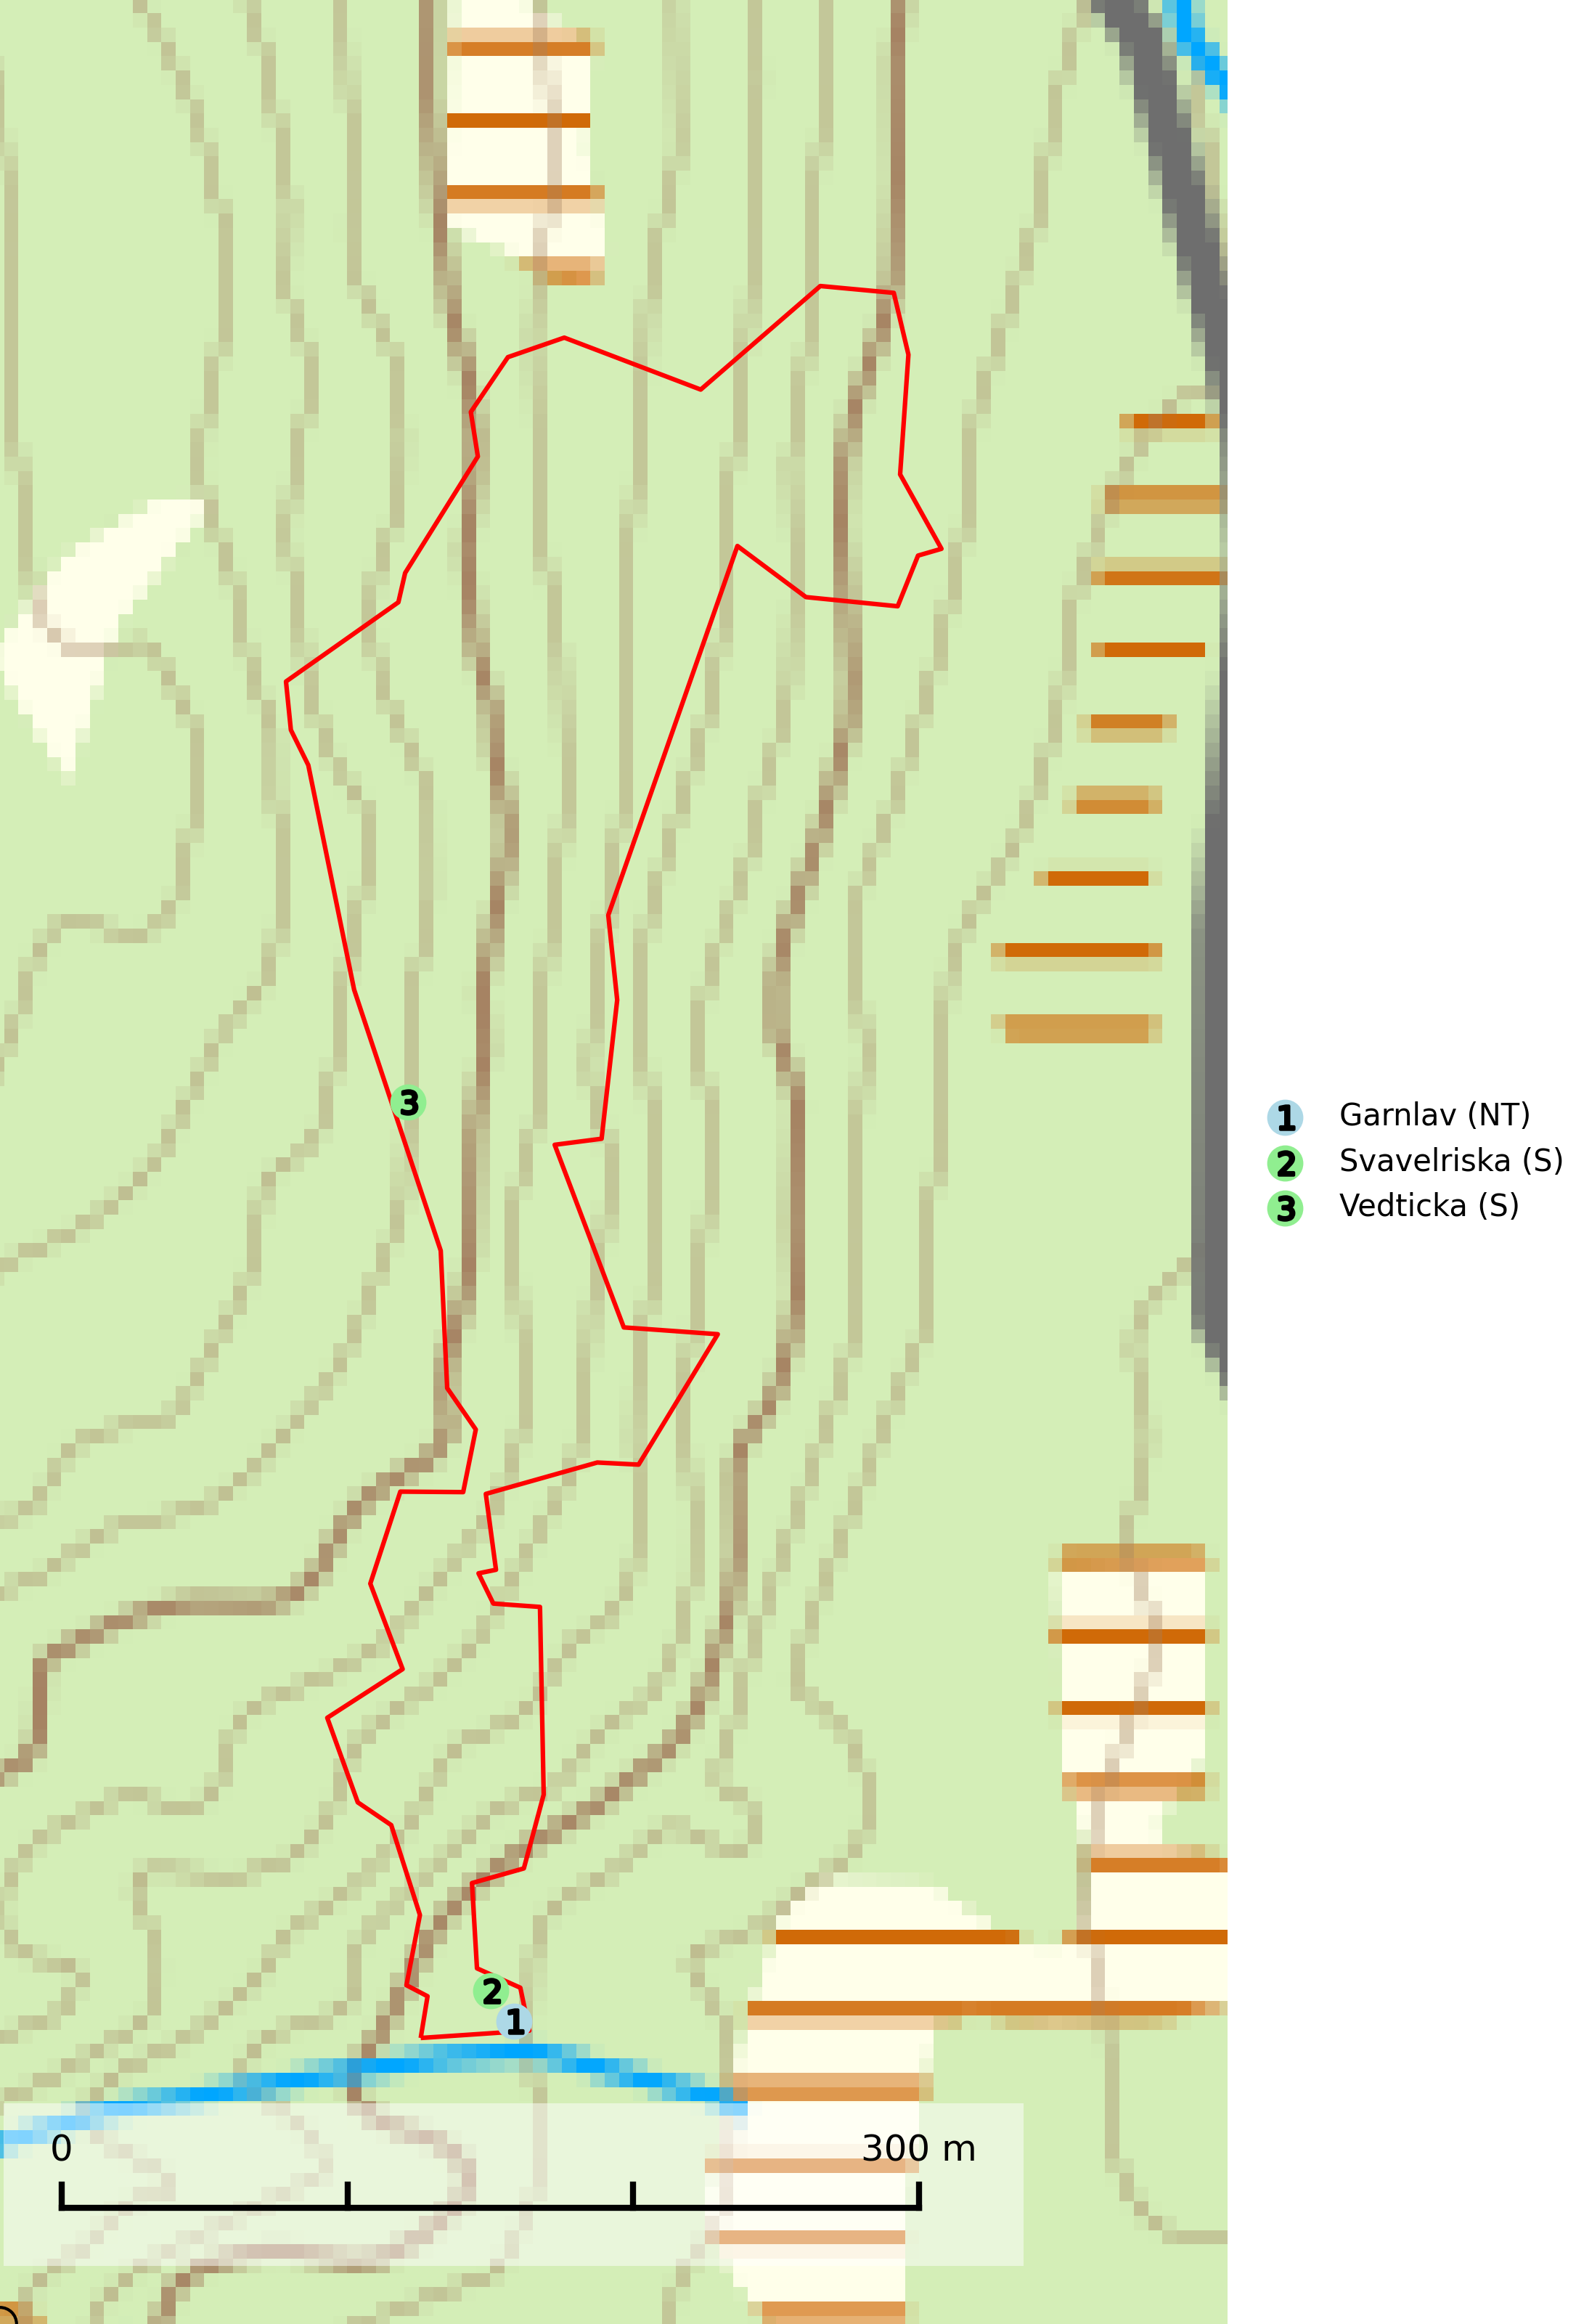 3
1 Garnlav (NT)
2 Svavelriska (S)
3 Vedticka (S)
2
1
0 300 m